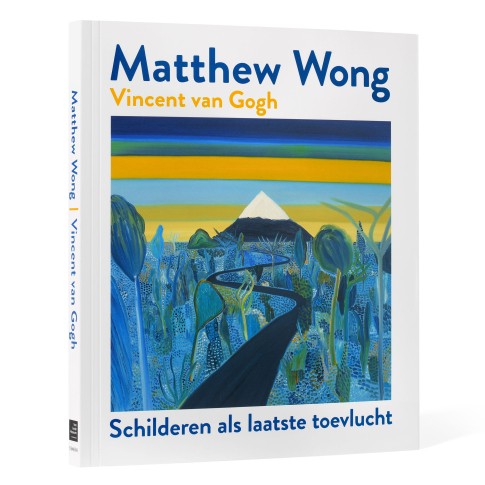 Matthew Wong
Vincent van Gogh
Schilderen als laatste toevlucht
Matthew Wong | Vincent van Gogh